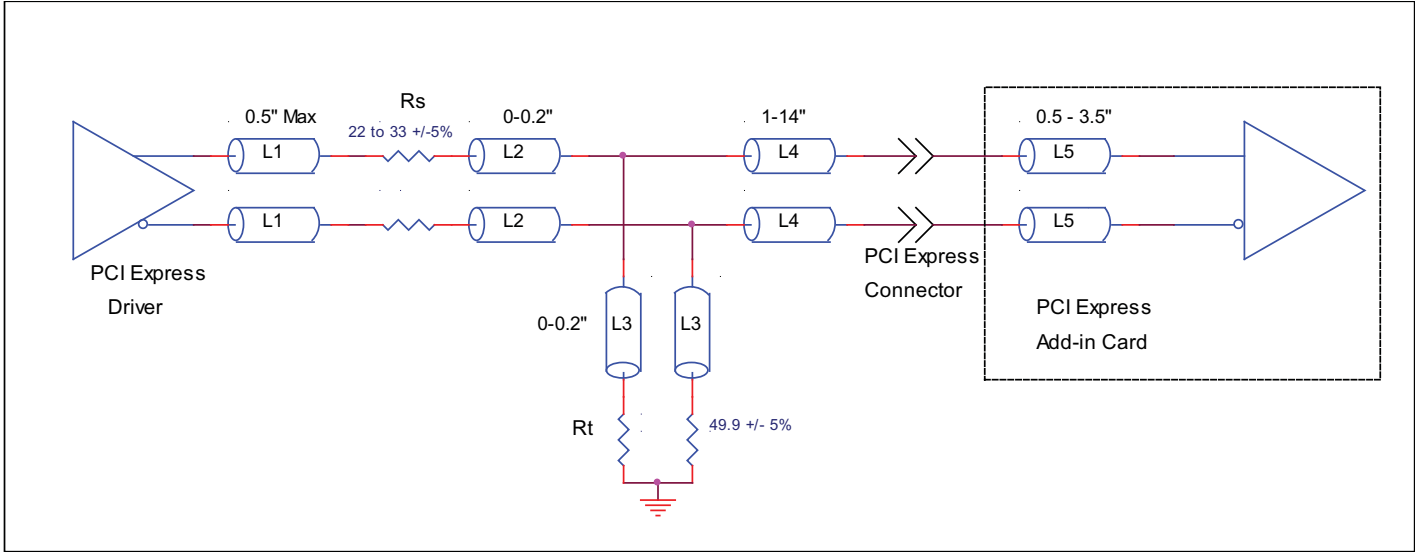 Rs
0.5" Max
22 to 33 +/-5%
0-0.2"
1-14"
0.5 - 3.5"
L1
L2
L4
L5
L1
L2
L4
L5
PCI Express
Driver
PCI Express
Connector
0-0.2"
L3
L3
PCI Express
Add-in Card
Rt
49.9 +/- 5%